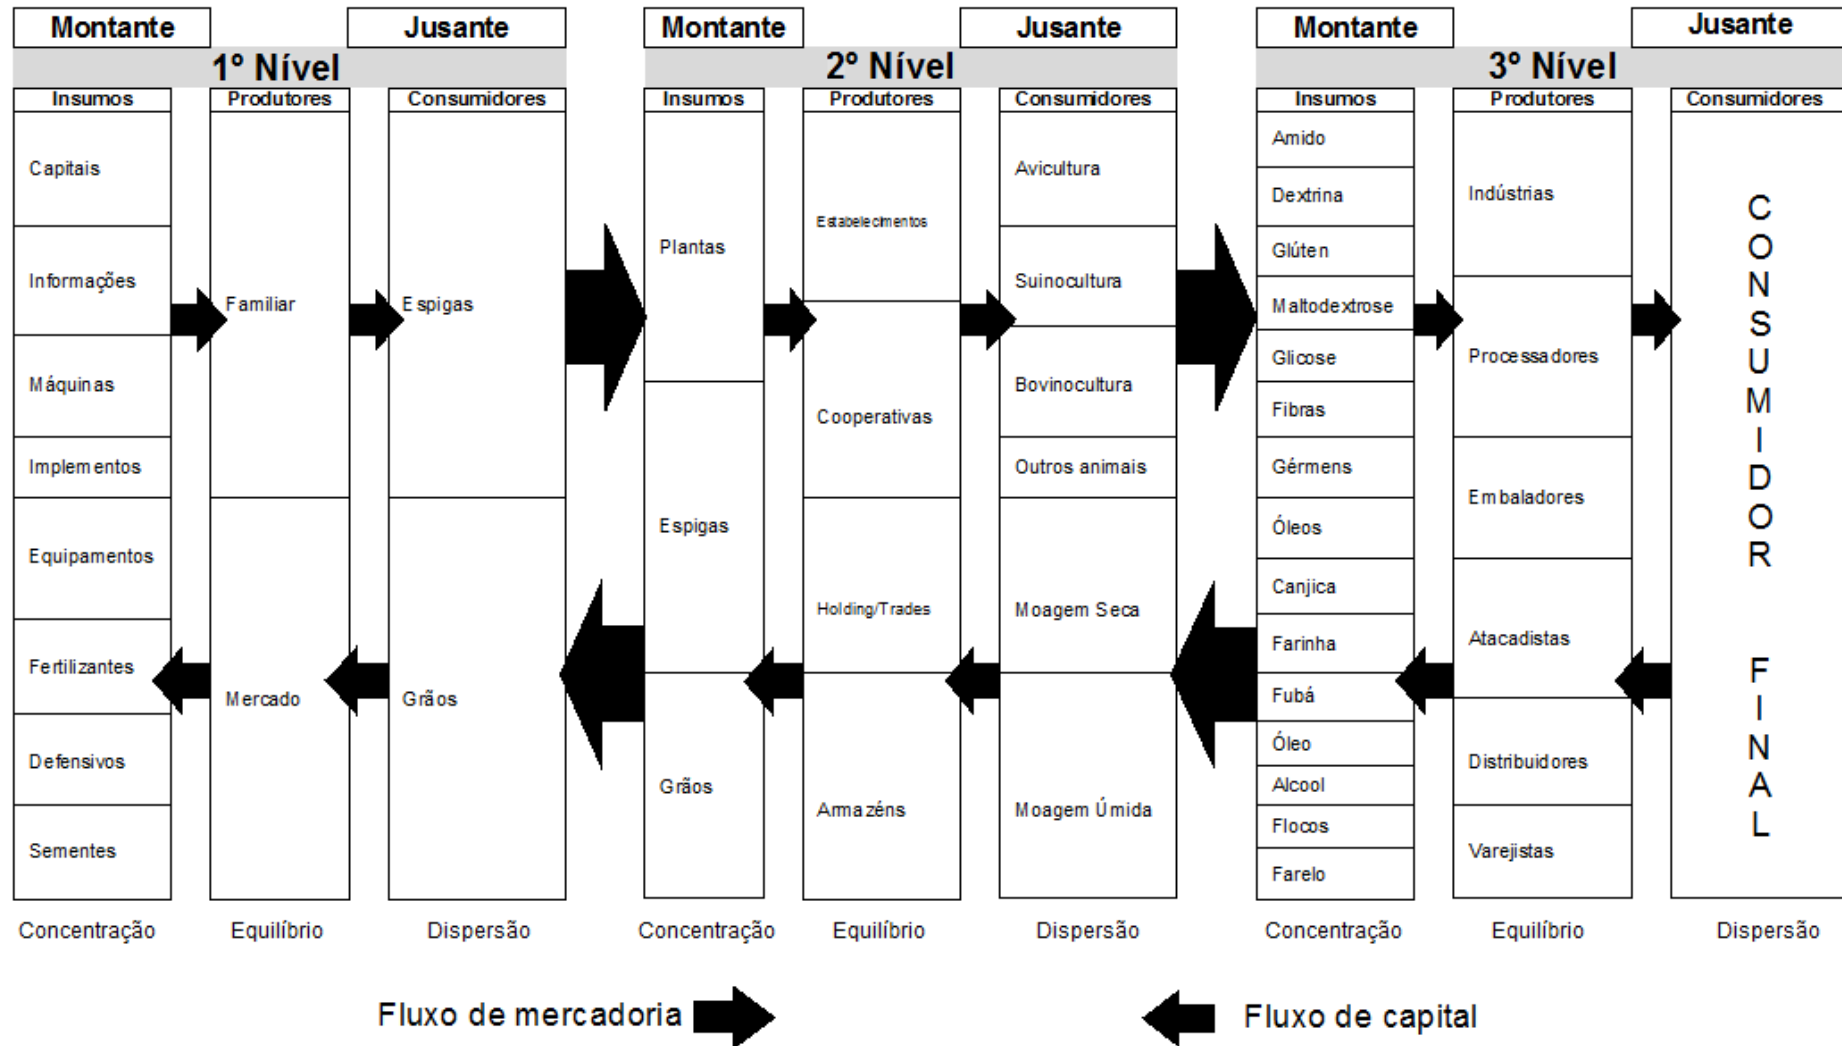 Montante
Jusante
1º Nível
Insumos
Produtores
Consumidores
Capitais
Informações
Máquinas
Implementos
Equipamentos
Fertilizantes
Defensivos
Sementes
Familiar
Mercado
Espigas
Grãos
Concentração
Equilíbrio
Dispersão
Montante
Jusante
2º Nível
Insumos
Produtores
Consumidores
Plantas
Espigas
Grãos
Estabelecimentos
Cooperativas
Holding/Trades
Armazéns
Avicultura
Suinocultura
Bovinocultura
Outros animais
Moagem Seca
Moagem Úmida
Concentração
Equilíbrio
Dispersão
Montante
Jusante
3º Nível
Insumos
Produtores
Consumidores
Amido
Dextrina
Glúten
Maltodextrose
Glicose
Fibras
Gérmens
Óleos
Canjica
Farinha
Fubá
Óleo
Alcool
Flocos
Farelo
Indústrias
Processadores
Embaladores
Atacadistas
Distribuidores
Varejistas
CONSUMIDOR FINAL
Concentração
Equilíbrio
Dispersão
Fluxo de mercadoria
Fluxo de capital